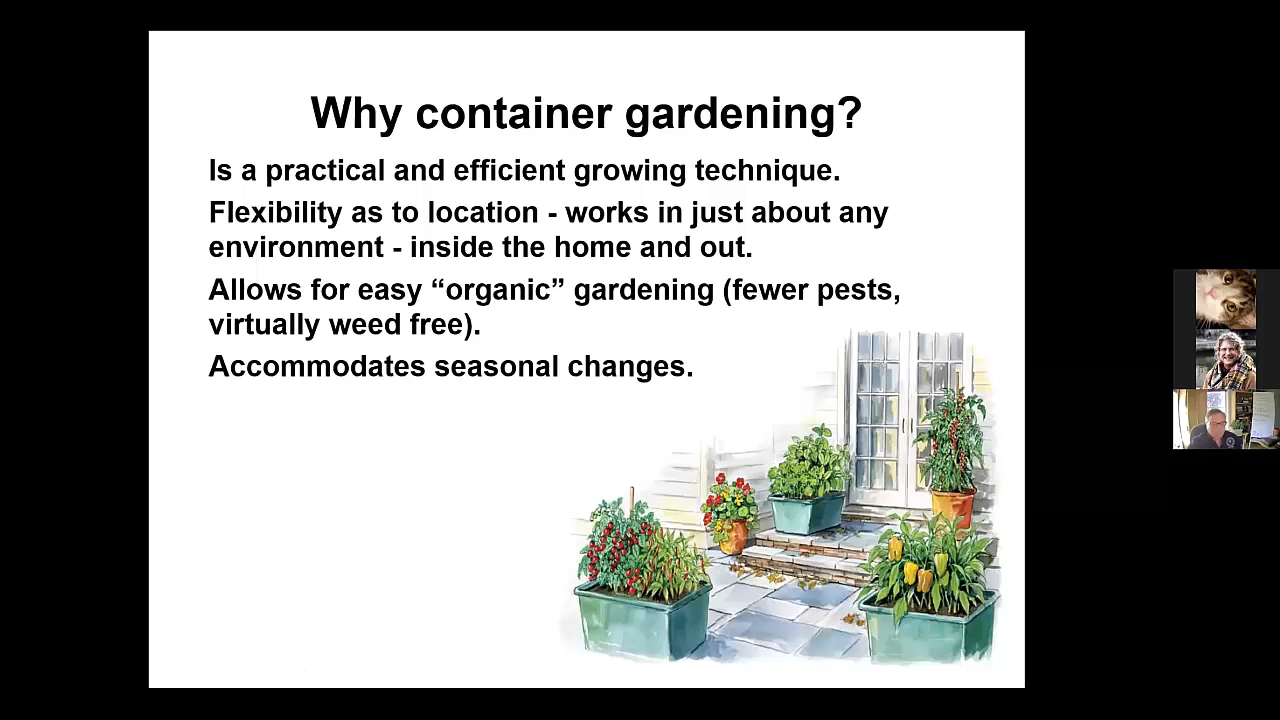 Why container gardening?
Is a practical and efficient growing technique.
Flexibility as to location - works in just about any
environment - inside the home and out.
Allows for easy “organic” gardening (fewer pests,
virtually weed free).
Accommodates seasonal changes.